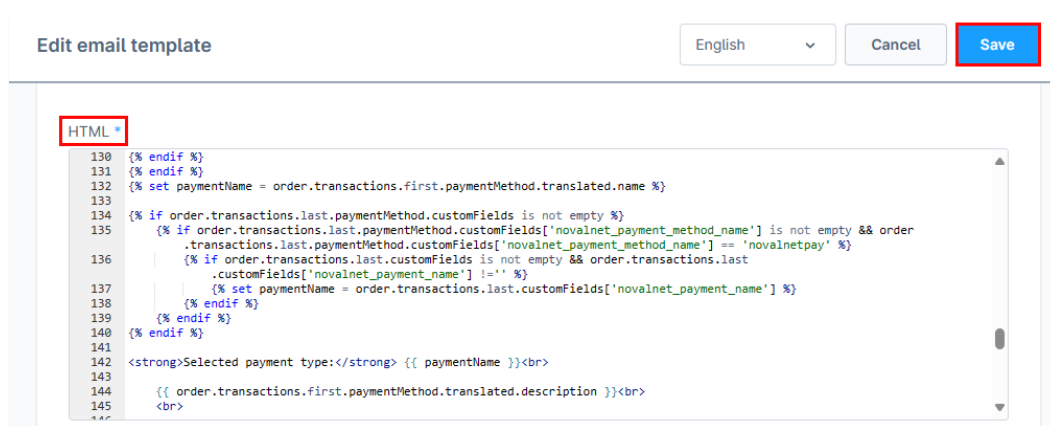 Edit email template
English
Cancel
Save
HTML *
130 {% endif %}
131 {% endif %}
132 {% set paymentName = order.transactions.first.paymentMethod.translated.name %}
133
134 {% if order.transactions.last.paymentMethod.customFields is not empty %}
135 {% if order.transactions.last.paymentMethod.customFields['novalnet_payment_method_name'] is not empty && order
.transactions.last.paymentMethod.customFields['novalnet_payment_method_name'] == 'novalnetpay' %}
136 {% if order.transactions.last.customFields is not empty && order.transactions.last
.customFields['novalnet_payment_name'] !='' %}
137 {% set paymentName = order.transactions.last.customFields['novalnet_payment_name'] %}
138 {% endif %}
139 {% endif %}
140 {% endif %}
141
142 <strong>Selected payment type:</strong> {{ paymentName }}<br>
143
144 {{ order.transactions.first.paymentMethod.translated.description }}<br>
145 <br>